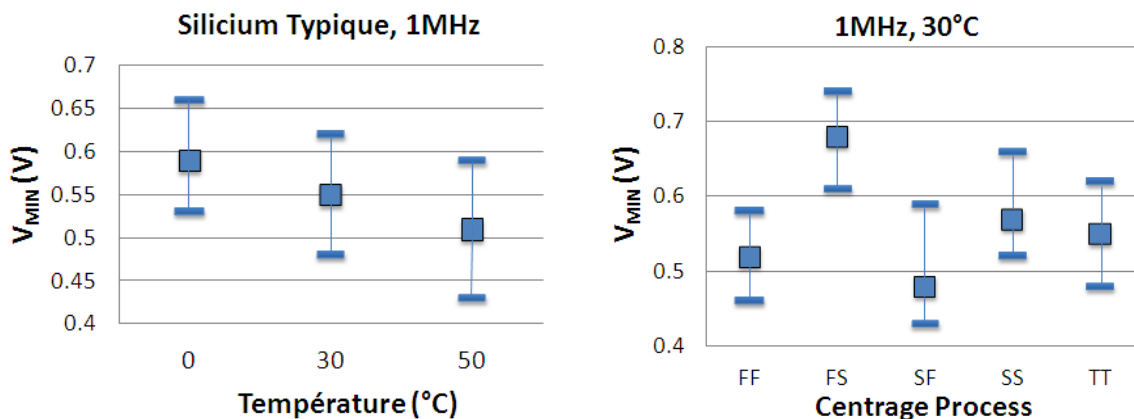 Silicium Typique, 1MHz
V_MIN (V)
0.7
0.65
0.6
0.55
0.5
0.45
0.4
0 30 50
Température (°C)
1MHz, 30°C
V_MIN (V)
0.8
0.7
0.6
0.5
0.4
FF FS SF SS TT
Centrage Process